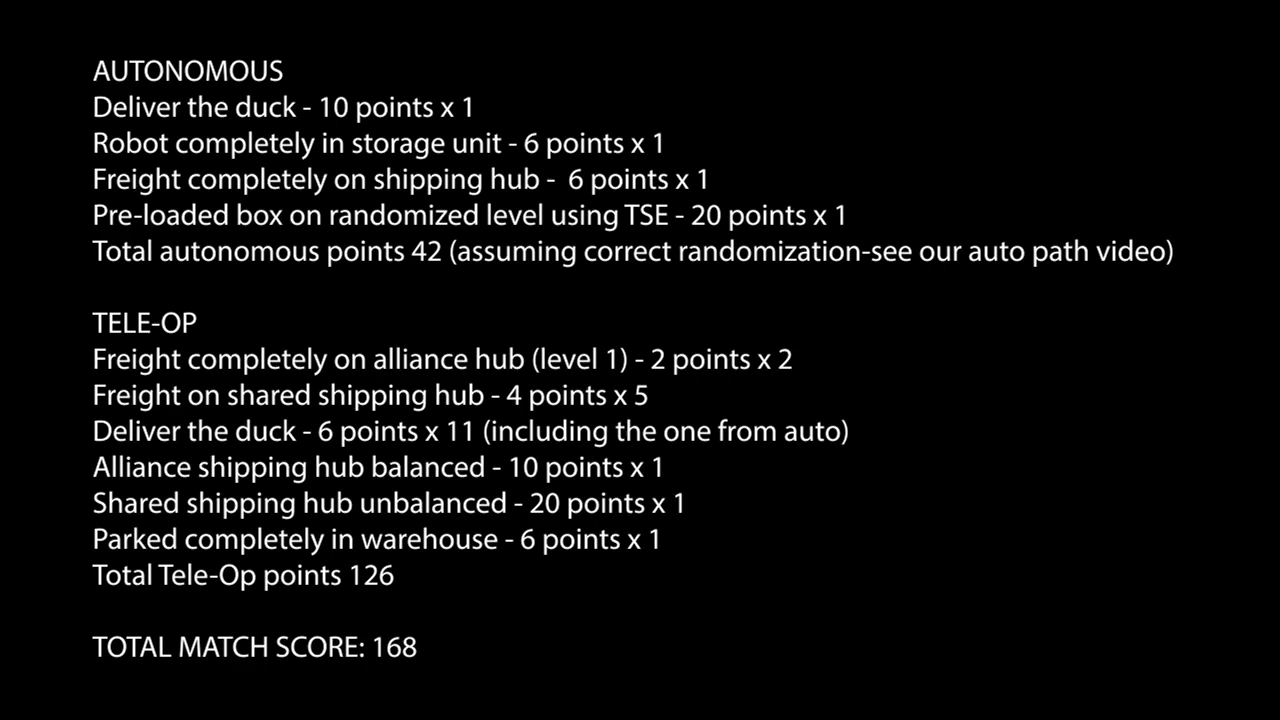 AUTONOMOUS
Deliver the duck - 10 points x 1
Robot completely in storage unit - 6 points x 1
Freight completely on shipping hub -  6 points x 1
Pre-loaded box on randomized level using TSE - 20 points x 1
Total autonomous points 42 (assuming correct randomization-see our auto path video)
TELE-OP
Freight completely on alliance hub (level 1) - 2 points x 2
Freight on shared shipping hub - 4 points x 5
Deliver the duck - 6 points x 11 (including the one from auto)
Alliance shipping hub balanced - 10 points x 1
Shared shipping hub unbalanced - 20 points x 1
Parked completely in warehouse - 6 points x 1
Total Tele-Op points 126
TOTAL MATCH SCORE: 168